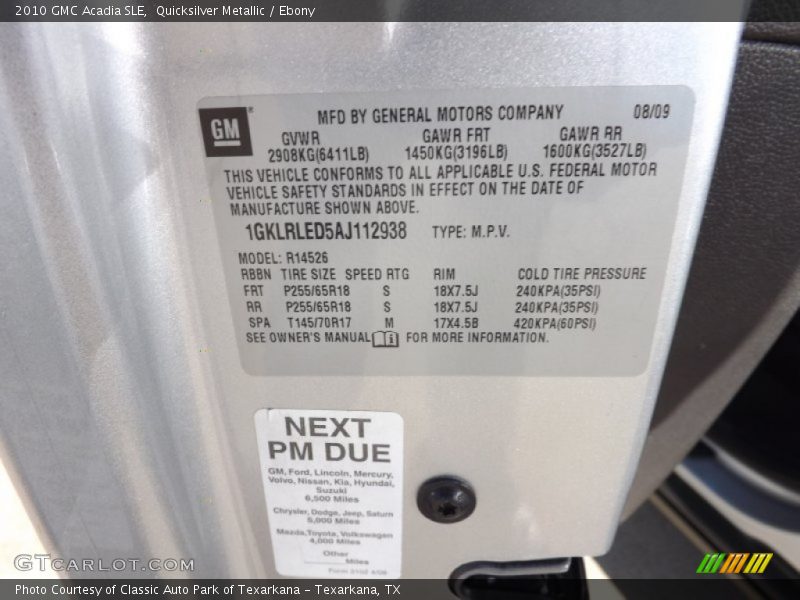 2010 GMC Acadia SLE, Quicksilver Metallic / Ebony
GM
MFD BY GENERAL MOTORS COMPANY 08/09
GVWR GAWR FRT GAWR RR
2908KG(6411LB) 1450KG(3196LB) 1600KG(3527LB)
THIS VEHICLE CONFORMS TO ALL APPLICABLE U.S. FEDERAL MOTOR
VEHICLE SAFETY STANDARDS IN EFFECT ON THE DATE OF
MANUFACTURE SHOWN ABOVE.
1GKLRLED5AJ112938 TYPE: M.P.V.
MODEL: R14526
RBBN TIRE SIZE SPEED RTG RIM COLD TIRE PRESSURE
FRT P255/65R18 S 18X7.5J 240KPA(35PSI)
RR P255/65R18 S 18X7.5J 240KPA(35PSI)
SPA T145/70R17 M 17X4.5B 420KPA(60PSI)
SEE OWNER'S MANUAL FOR MORE INFORMATION.
NEXT
PM DUE
GM, Ford, Lincoln, Mercury,
Volvo, Nissan, Kia, Hyundai,
Suzuki
6,500 Miles
Chrysler, Dodge, Jeep, Saturn
5,000 Miles
Mazda, Toyota, Volkswagen
4,000 Miles
Other
Miles
Form
GTCARLOT.COM
Photo Courtesy of Classic Auto Park of Texarkana – Texarkana, TX